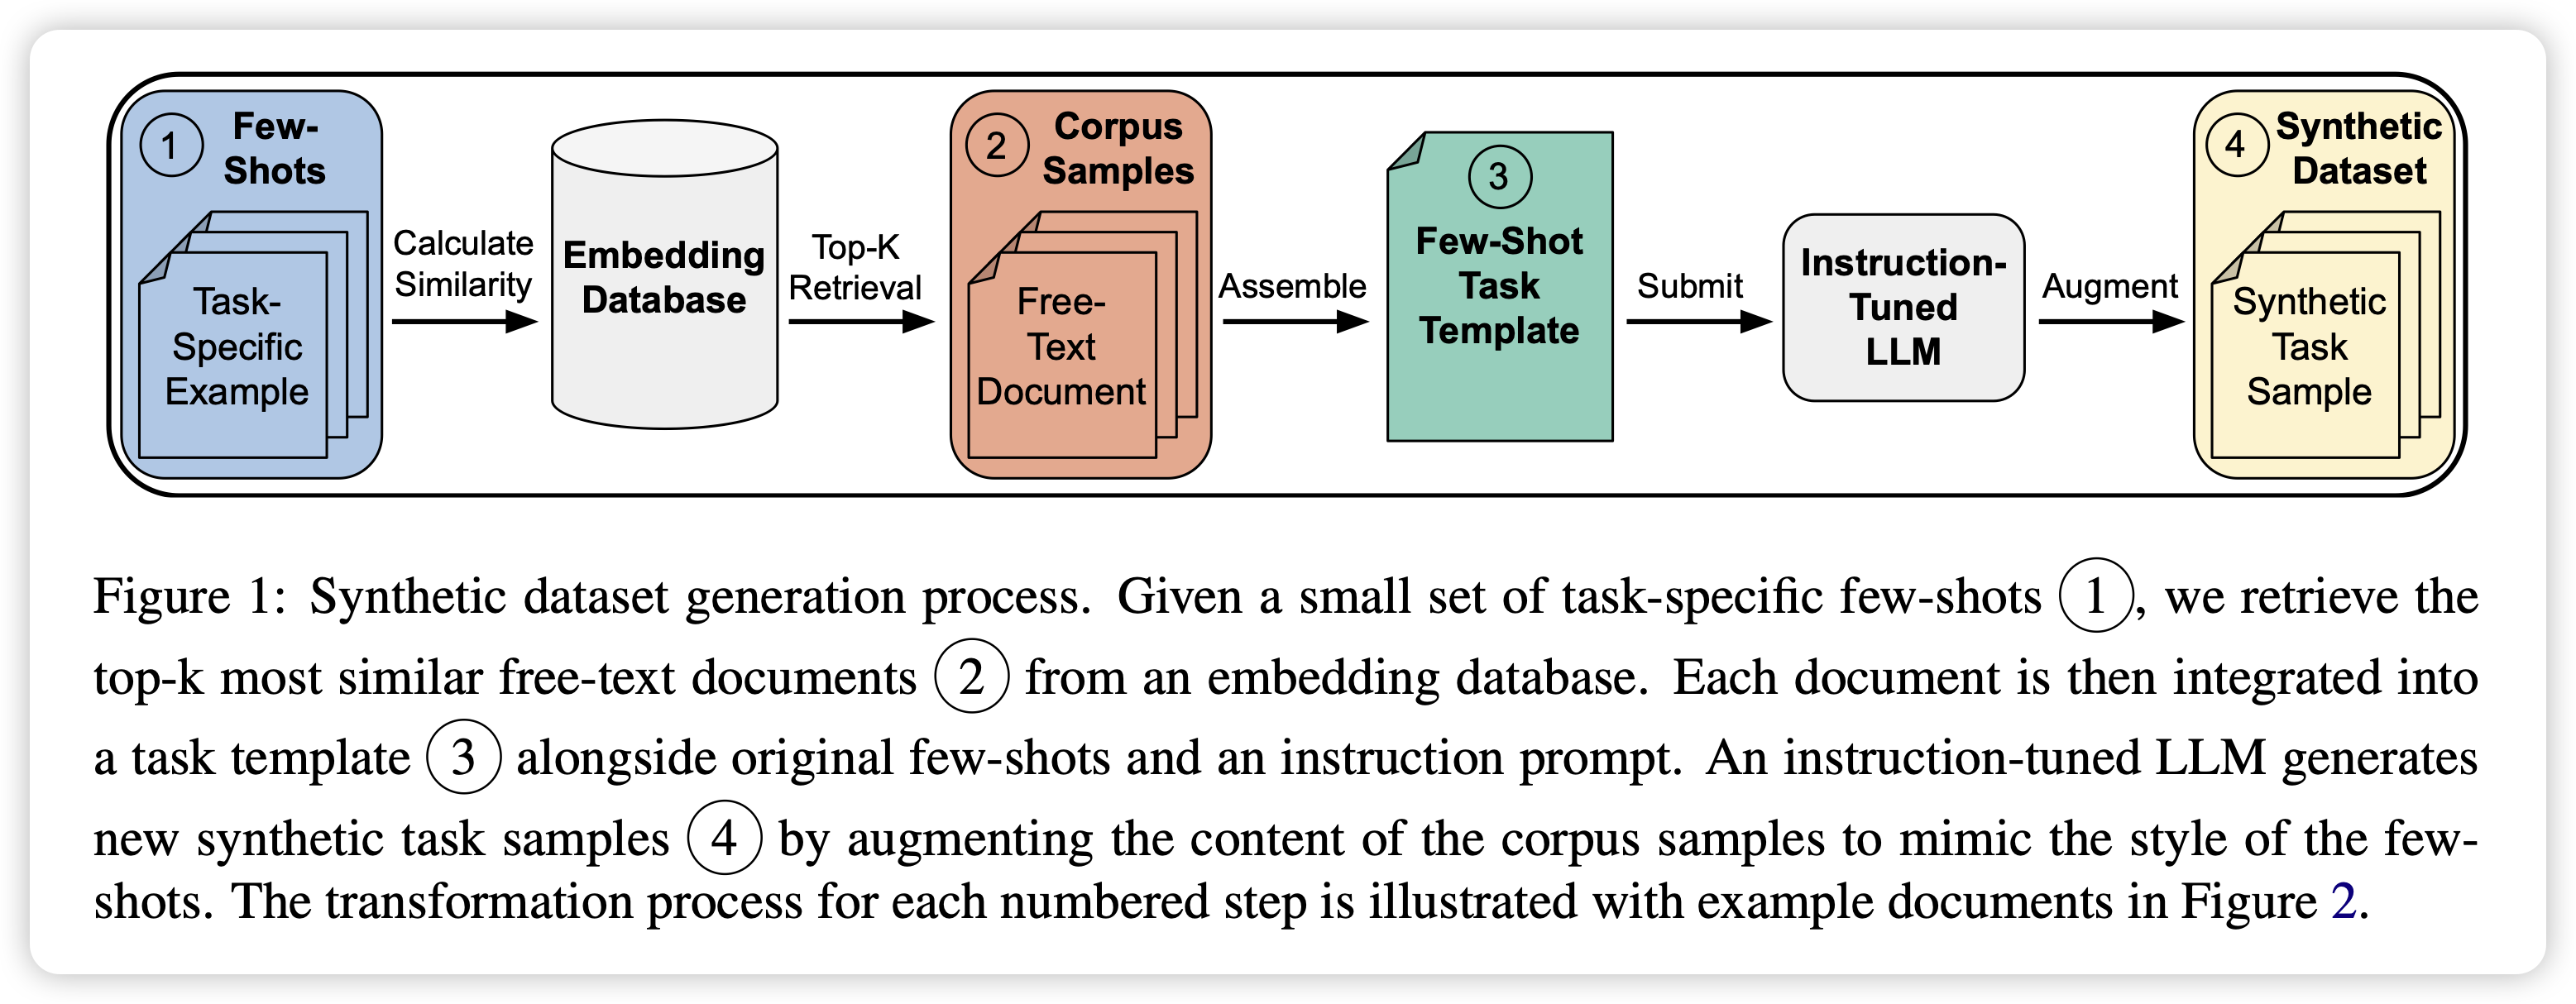 1
Few-
Shots
Task-
Specific
Example
Calculate
Similarity
Embedding
Database
Top-K
Retrieval
2
Corpus
Samples
Free-
Text
Document
Assemble
3
Few-Shot
Task
Template
Submit
Instruction-
Tuned
LLM
Augment
4
Synthetic
Dataset
Synthetic
Task
Sample
Figure 1: Synthetic dataset generation process. Given a small set of task-specific few-shots 1, we retrieve the
top-k most similar free-text documents 2 from an embedding database. Each document is then integrated into
a task template 3 alongside original few-shots and an instruction prompt. An instruction-tuned LLM generates
new synthetic task samples 4 by augmenting the content of the corpus samples to mimic the style of the few-
shots. The transformation process for each numbered step is illustrated with example documents in Figure 2.